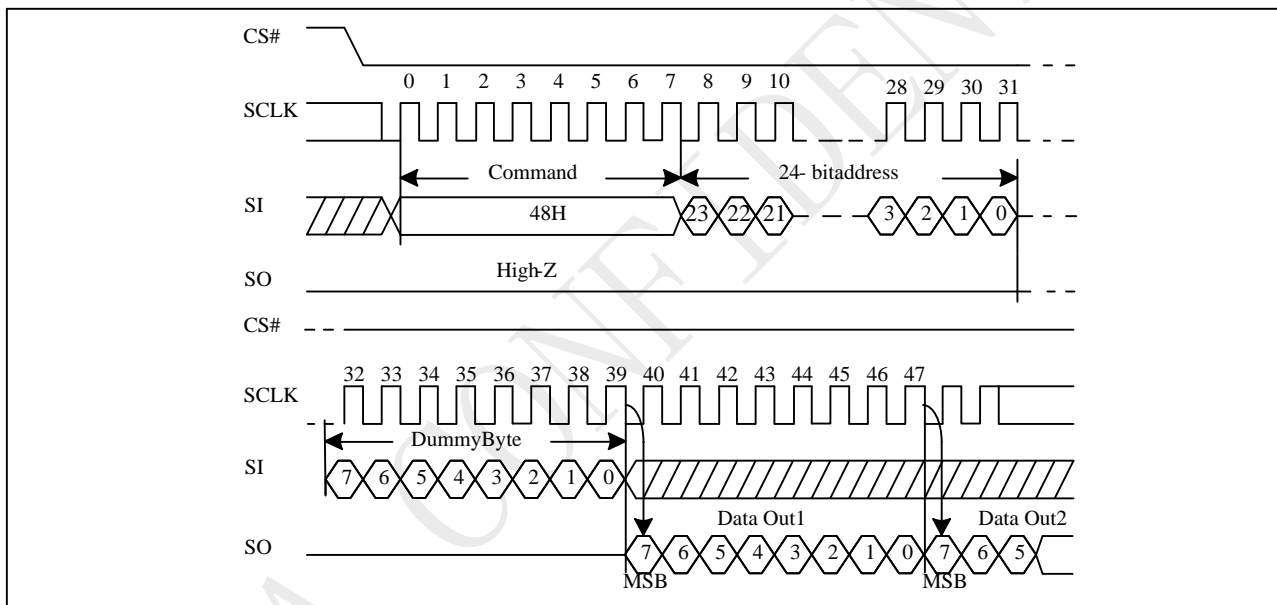 CS#
0 1 2 3 4 5 6 7 8 9 10 28 29 30 31
SCLK
Command 24- bitaddress
SI 48H 23 22 21 3 2 1 0
High-Z
SO
CS#
32 33 34 35 36 37 38 39 40 41 42 43 44 45 46 47
SCLK
DummyByte
SI 7 6 5 4 3 2 1 0
Data Out1 Data Out2
SO 7 6 5 4 3 2 1 0 7 6 5
MSB MSB